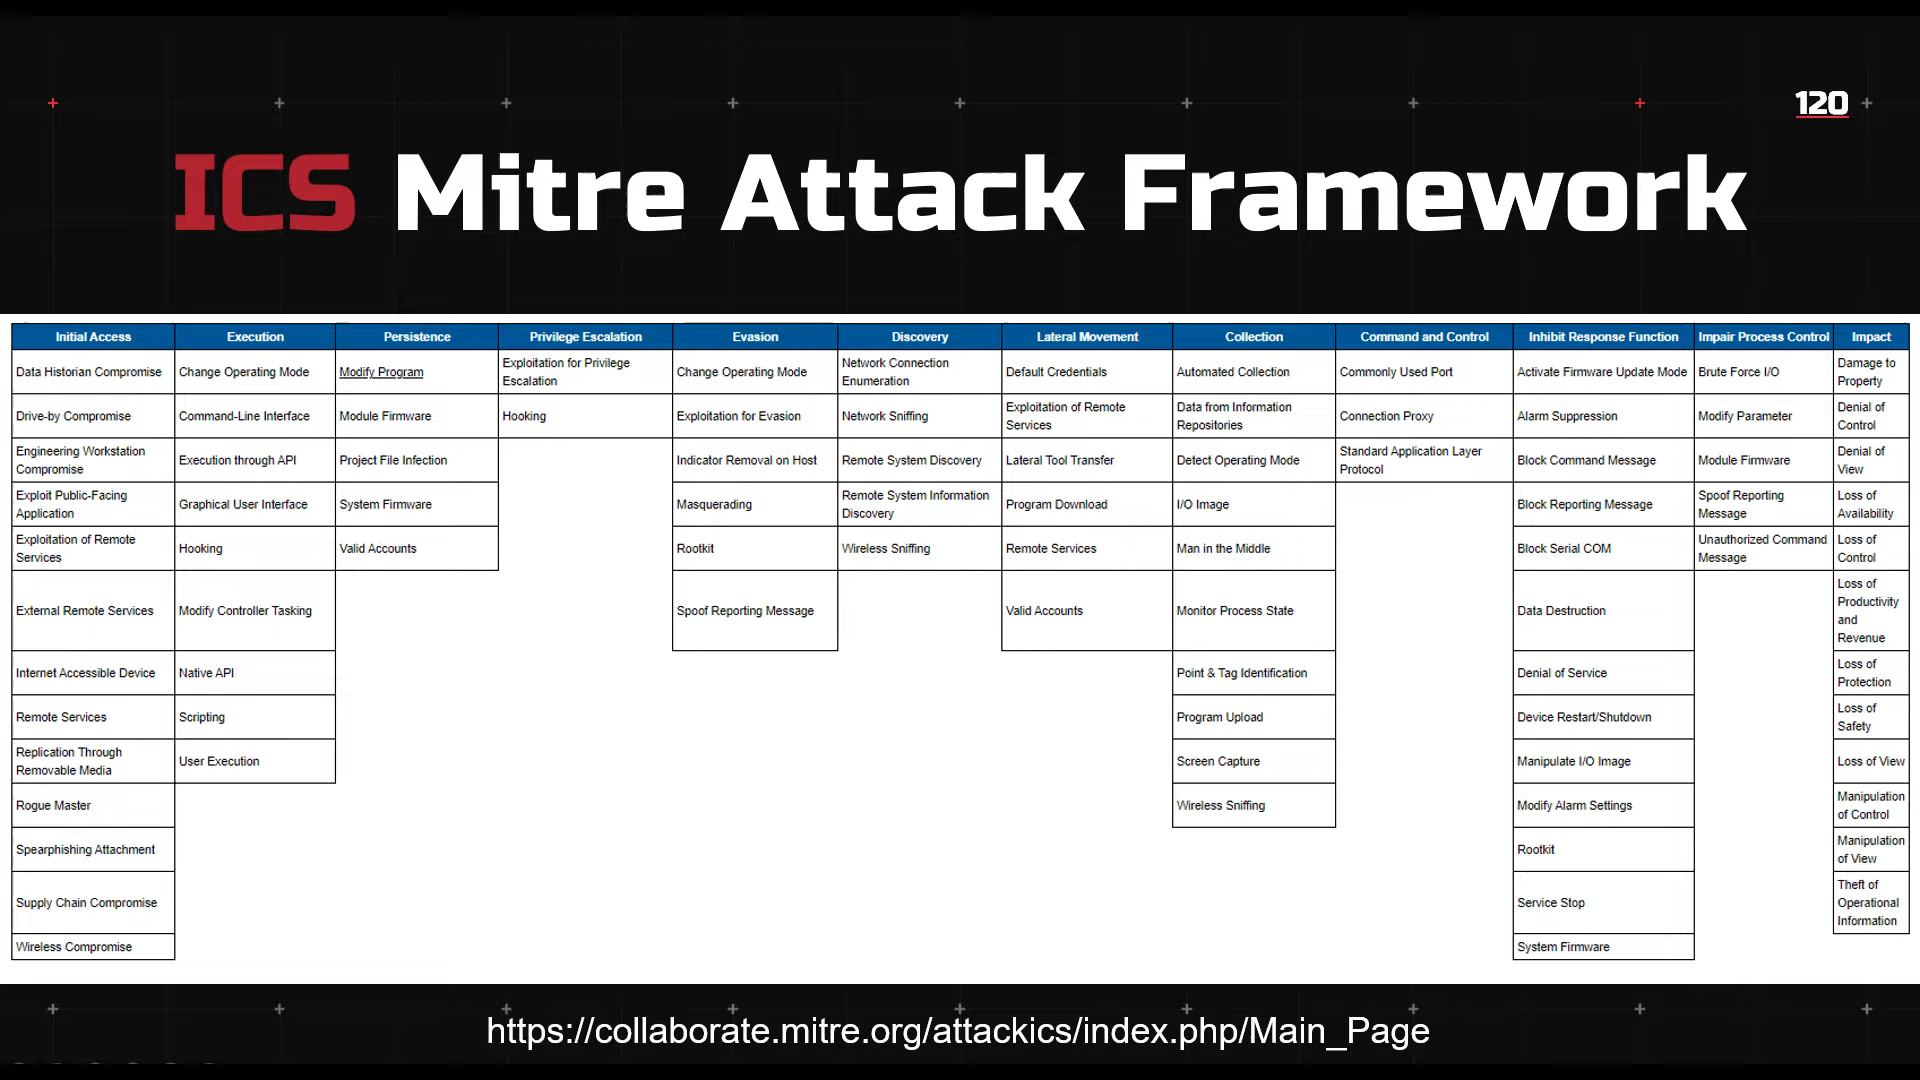 120
ICS Mitre Attack Framework
Initial Access
Execution
Persistence
Privilege Escalation
Evasion
Discovery
Lateral Movement
Collection
Command and Control
Inhibit Response Function
Impair Process Control
Impact
Data Historian Compromise
Change Operating Mode
Modify Program
Exploitation for Privilege
Escalation
Change Operating Mode
Network Connection
Enumeration
Default Credentials
Automated Collection
Commonly Used Port
Activate Firmware Update Mode
Brute Force I/O
Damage to
Property
Drive-by Compromise
Command-Line Interface
Module Firmware
Hooking
Exploitation for Evasion
Network Sniffing
Exploitation of Remote
Services
Data from Information
Repositories
Connection Proxy
Alarm Suppression
Modify Parameter
Denial of
Control
Engineering Workstation
Compromise
Execution through API
Project File Infection
Indicator Removal on Host
Remote System Discovery
Lateral Tool Transfer
Detect Operating Mode
Standard Application Layer
Protocol
Block Command Message
Module Firmware
Denial of
View
Exploit Public-Facing
Application
Graphical User Interface
System Firmware
Masquerading
Remote System Information
Discovery
Program Download
I/O Image
Block Reporting Message
Spoof Reporting
Message
Loss of
Availability
Exploitation of Remote
Services
Hooking
Valid Accounts
Rootkit
Wireless Sniffing
Remote Services
Man in the Middle
Block Serial COM
Unauthorized Command
Message
Loss of
Control
External Remote Services
Modify Controller Tasking
Spoof Reporting Message
Valid Accounts
Monitor Process State
Data Destruction
Loss of
Productivity
and
Revenue
Internet Accessible Device
Native API
Point & Tag Identification
Denial of Service
Loss of
Protection
Remote Services
Scripting
Program Upload
Device Restart/Shutdown
Loss of
Safety
Replication Through
Removable Media
User Execution
Screen Capture
Manipulate I/O Image
Loss of View
Rogue Master
Wireless Sniffing
Modify Alarm Settings
Manipulation
of Control
Spearphishing Attachment
Rootkit
Manipulation
of View
Supply Chain Compromise
Service Stop
Theft of
Operational
Information
Wireless Compromise
System Firmware
https://collaborate.mitre.org/attackics/index.php/Main_Page